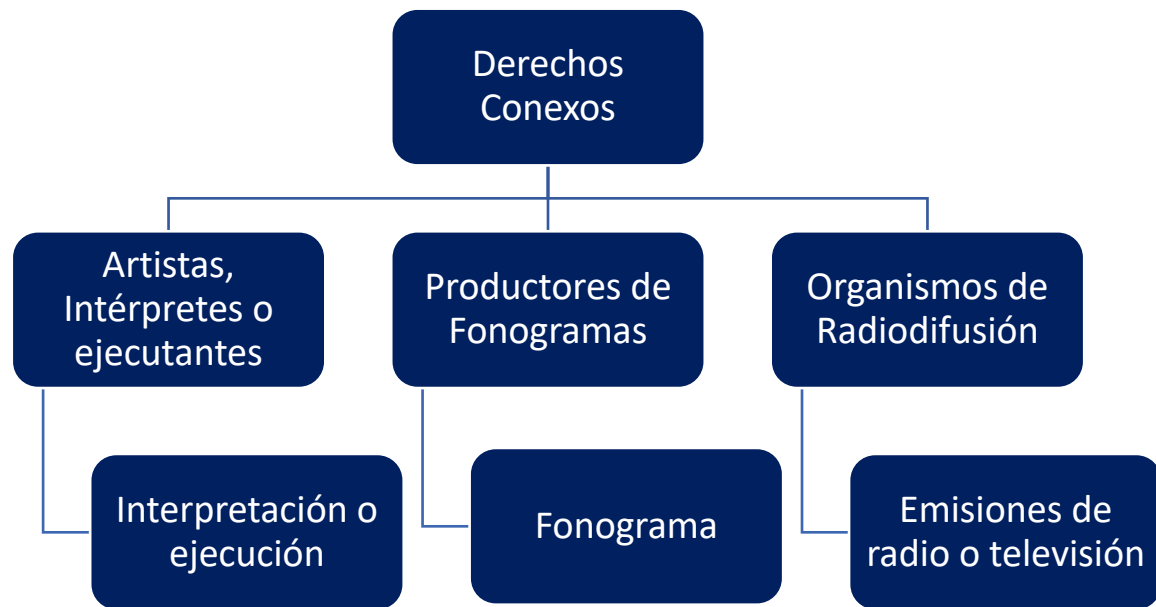 Derechos
Conexos
Artistas,
Intérpretes o
ejecutantes
Productores de
Fonogramas
Organismos de
Radiodifusión
Interpretación o
ejecución
Fonograma
Emisiones de
radio o televisión